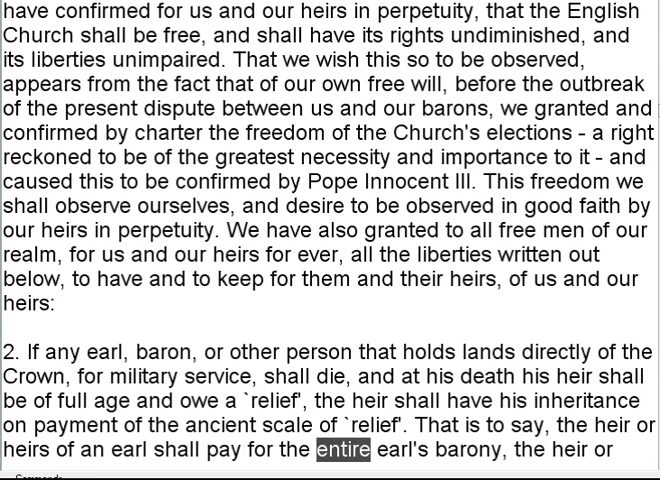 have confirmed for us and our heirs in perpetuity, that the English
Church shall be free, and shall have its rights undiminished, and
its liberties unimpaired. That we wish this so to be observed,
appears from the fact that of our own free will, before the outbreak
of the present dispute between us and our barons, we granted and
confirmed by charter the freedom of the Church's elections - a right
reckoned to be of the greatest necessity and importance to it - and
caused this to be confirmed by Pope Innocent III. This freedom we
shall observe ourselves, and desire to be observed in good faith by
our heirs in perpetuity. We have also granted to all free men of our
realm, for us and our heirs for ever, all the liberties written out
below, to have and to keep for them and their heirs, of us and our
heirs:
2. If any earl, baron, or other person that holds lands directly of the
Crown, for military service, shall die, and at his death his heir shall
be of full age and owe a `relief', the heir shall have his inheritance
on payment of the ancient scale of `relief'. That is to say, the heir or
heirs of an earl shall pay for the entire earl's barony, the heir or